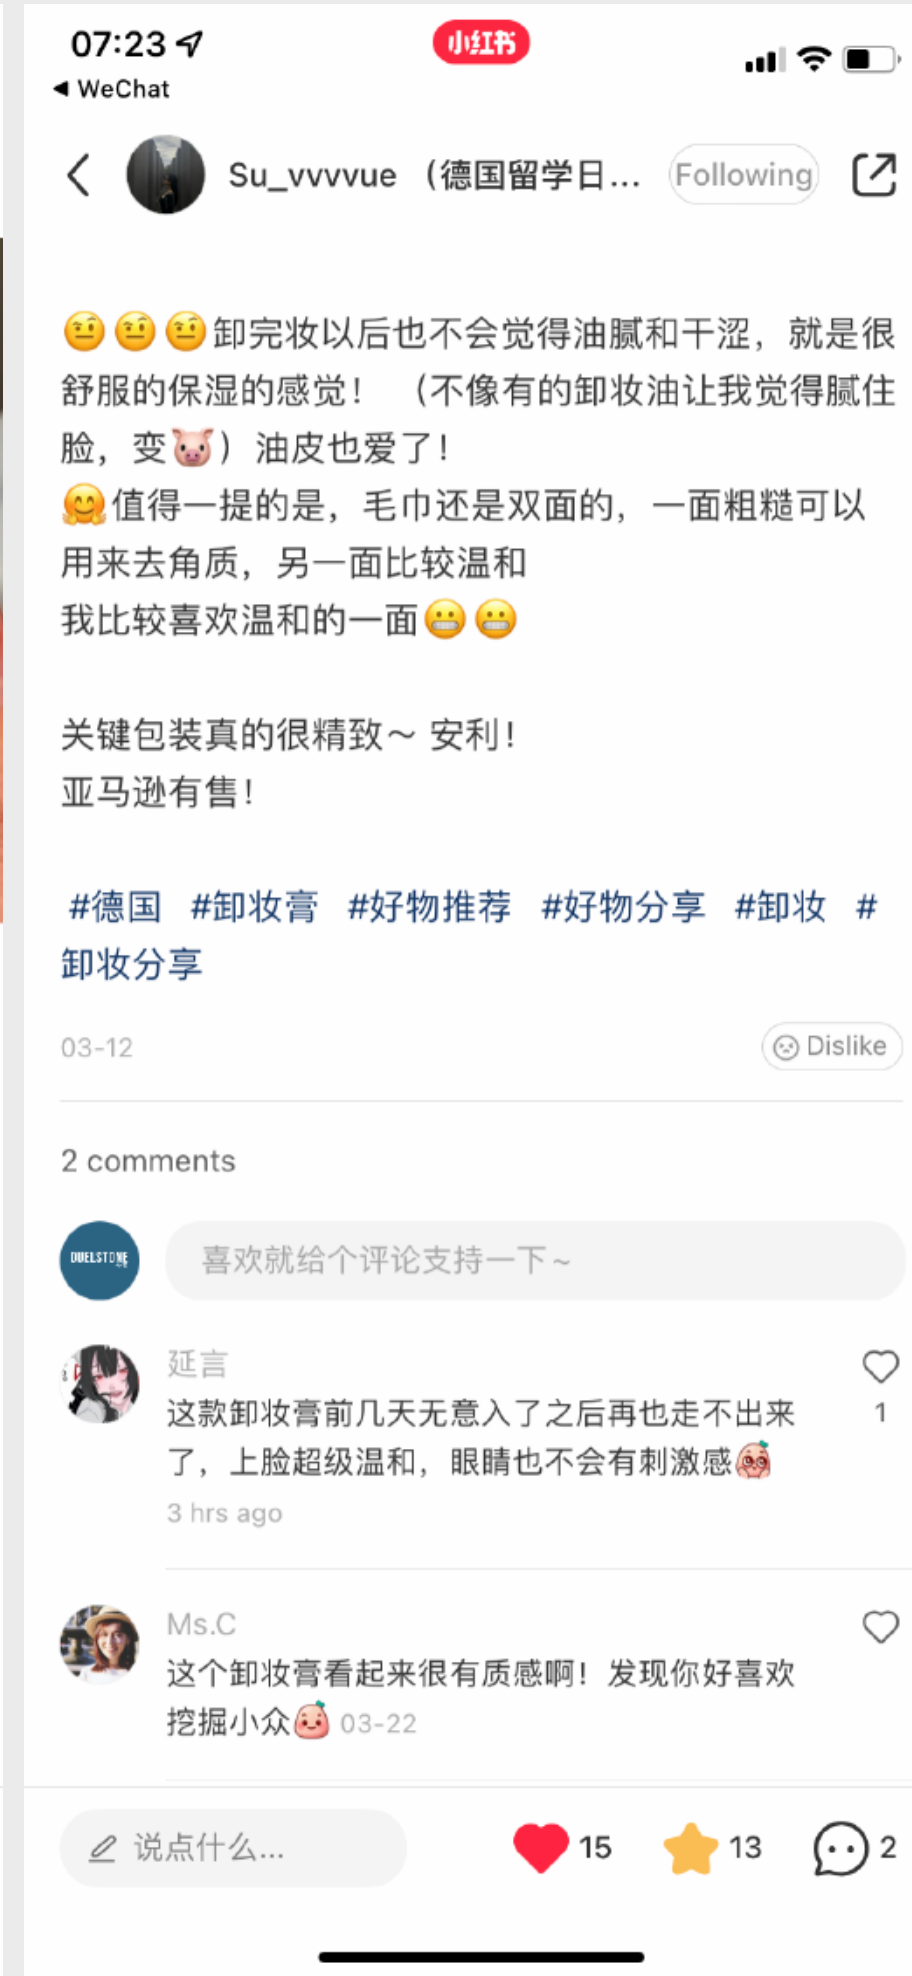 07:23
小红书
◀ WeChat
Su_vvvvue （德国留学日...
Following
🤨🤨🤨卸完妆以后也不会觉得油腻和干涩，就是很
舒服的保湿的感觉！（不像有的卸妆油让我觉得腻住
脸，变🐷）油皮也爱了！
🤗值得一提的是，毛巾还是双面的，一面粗糙可以
用来去角质，另一面比较温和
我比较喜欢温和的一面😬😬
关键包装真的很精致～ 安利！
亚马逊有售！
#德国 #卸妆膏 #好物推荐 #好物分享 #卸妆 #
卸妆分享
03-12
Dislike
2 comments
DUELSTONE
喜欢就给个评论支持一下~
延言
这款卸妆膏前几天无意入了之后再也走不出来
了，上脸超级温和，眼睛也不会有刺激感
1
3 hrs ago
Ms.C
这个卸妆膏看起来很有质感啊！发现你好喜欢
挖掘小众 03-22
说点什么...
15
13
2